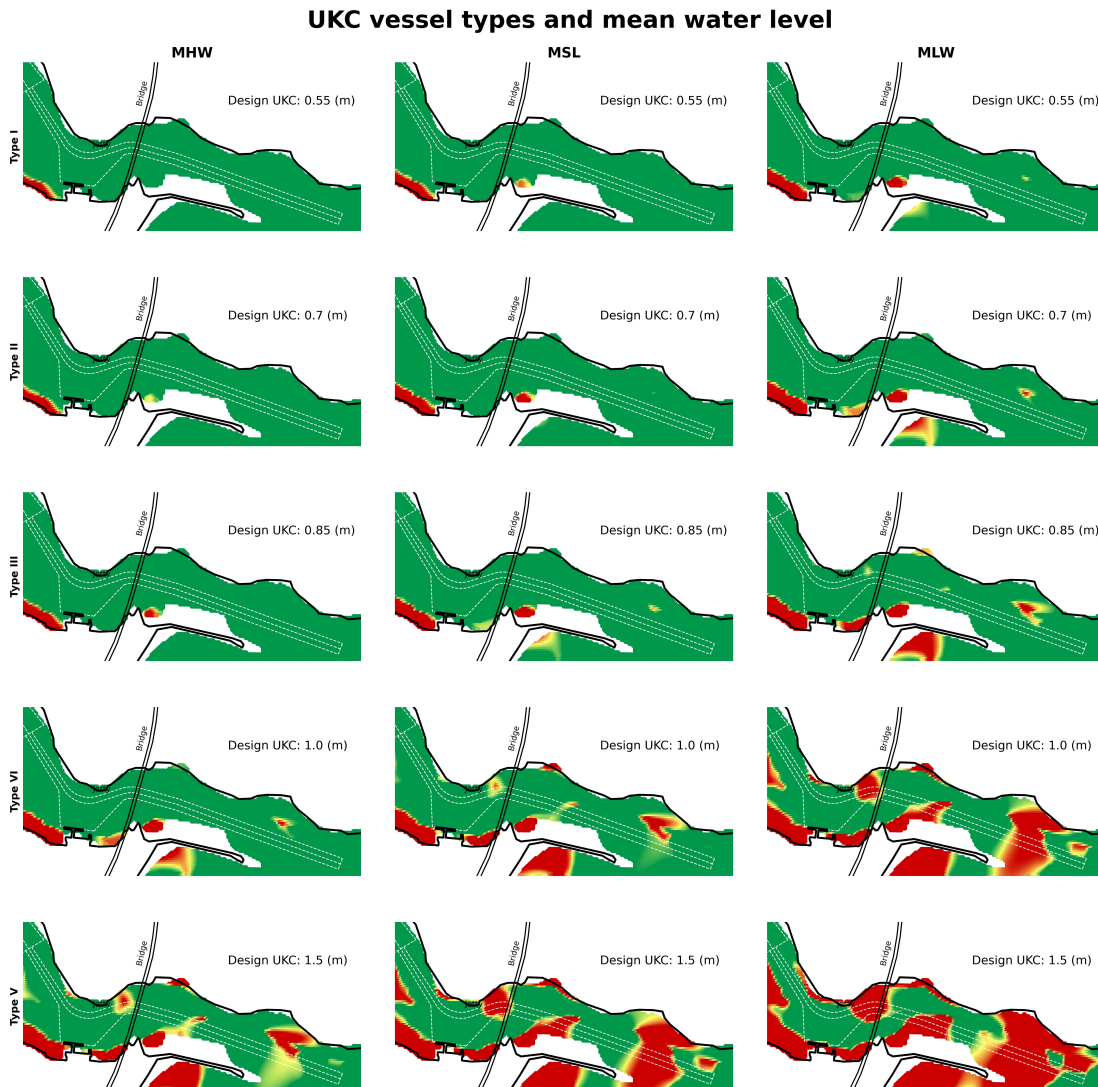 UKC vessel types and mean water level
MHW
MSL
MLW
Type I
Bridge
Design UKC: 0.55 (m)
Bridge
Design UKC: 0.55 (m)
Bridge
Design UKC: 0.55 (m)
Type II
Bridge
Design UKC: 0.7 (m)
Bridge
Design UKC: 0.7 (m)
Bridge
Design UKC: 0.7 (m)
Type III
Bridge
Design UKC: 0.85 (m)
Bridge
Design UKC: 0.85 (m)
Bridge
Design UKC: 0.85 (m)
Type VI
Bridge
Design UKC: 1.0 (m)
Bridge
Design UKC: 1.0 (m)
Bridge
Design UKC: 1.0 (m)
Type V
Bridge
Design UKC: 1.5 (m)
Bridge
Design UKC: 1.5 (m)
Bridge
Design UKC: 1.5 (m)